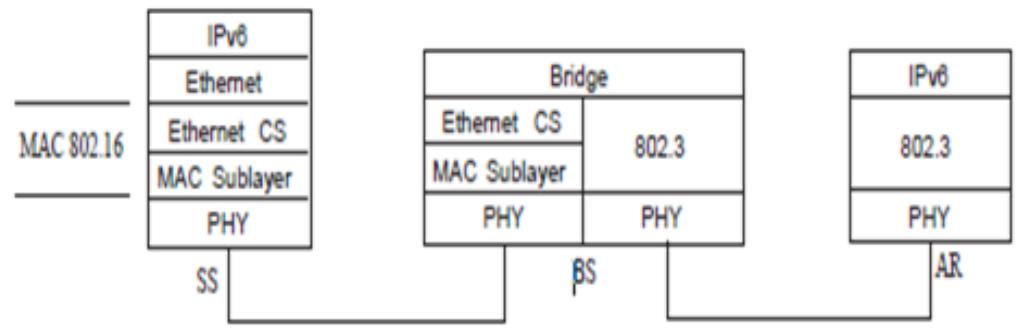 IPv6
Ethernet
Ethernet CS
MAC Sublayer
PHY
MAC 802.16
SS
Bridge
Ethernet CS
MAC Sublayer
802.3
PHY
PHY
BS
IPv6
802.3
PHY
AR